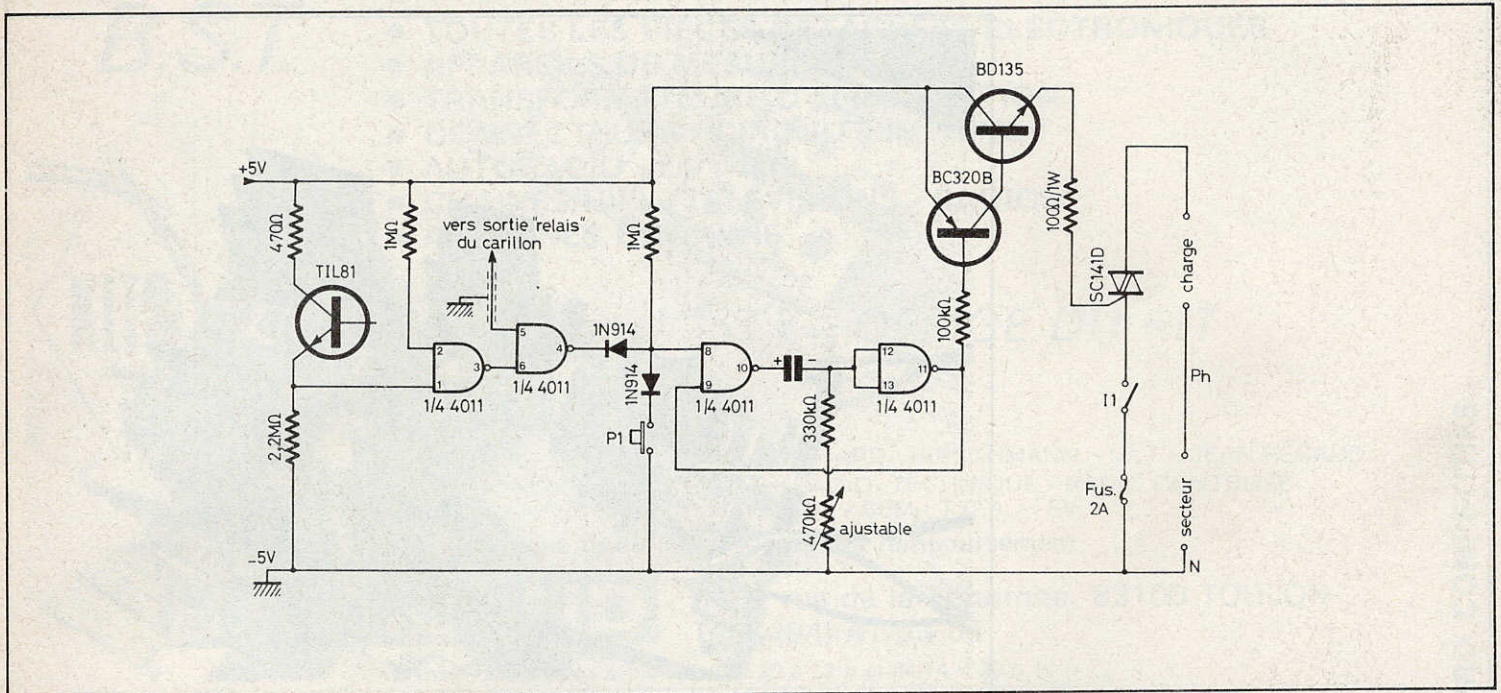 BD135
+5V
BC320B
100Ω/1W
470Ω
1MΩ
vers sortie "relais"
du carillon
1MΩ
SC141D
charge
TIL81
1N914
100kΩ
2
1
3
5
6
4
8
9
10
+ −
12
13
11
1/4 4011
1/4 4011
1N914
1/4 4011
1/4 4011
Ph
I1
P1
330kΩ
2,2MΩ
Fus.
2A
470kΩ
ajustable
secteur
−5V
N